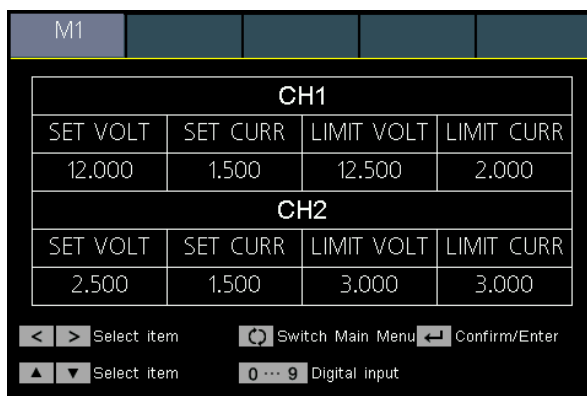 M1
CH1
SET VOLT SET CURR LIMIT VOLT LIMIT CURR
12.000 1.500 12.500 2.000
CH2
SET VOLT SET CURR LIMIT VOLT LIMIT CURR
2.500 1.500 3.000 3.000
< > Select item Switch Main Menu Confirm/Enter
▲ ▼ Select item 0 ··· 9 Digital input